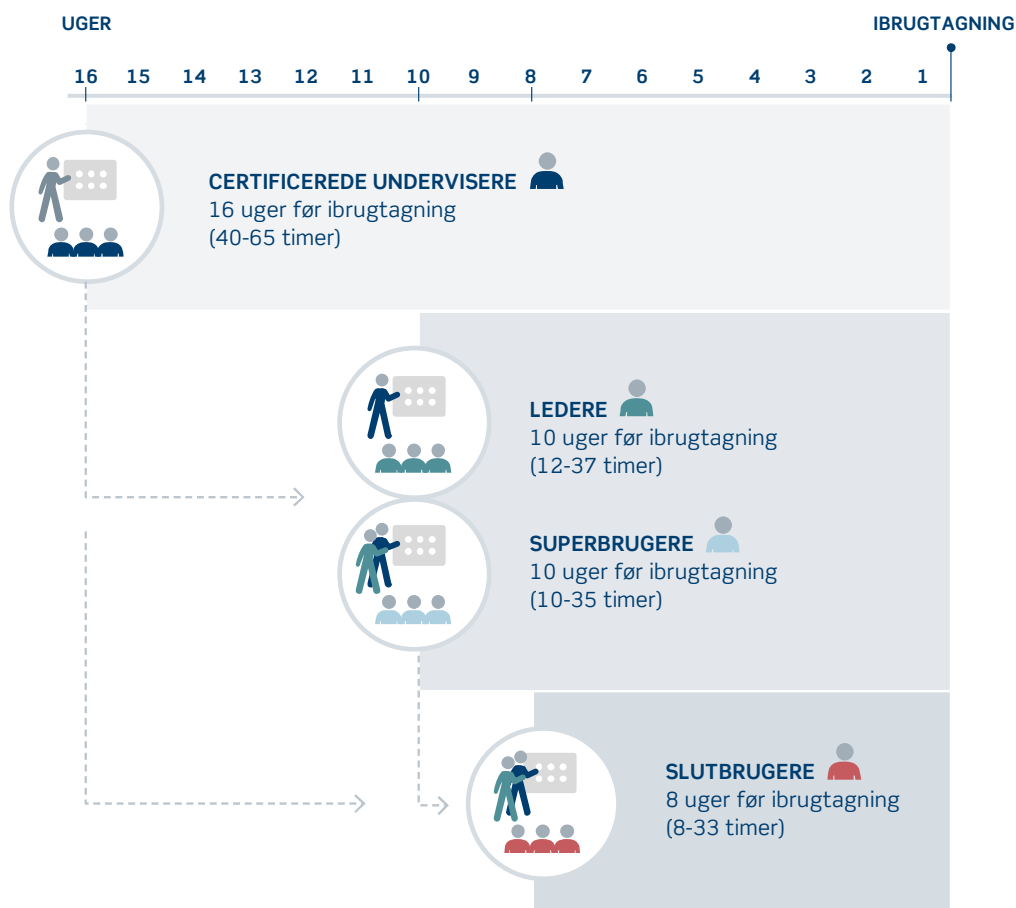 UGER
IBRUGTAGNING
16 15 14 13 12 11 10 9 8 7 6 5 4 3 2 1
CERTIFICEREDE UNDERVISERE
16 uger før ibrugtagning
(40-65 timer)
LEDERE
10 uger før ibrugtagning
(12-37 timer)
SUPERBRUGERE
10 uger før ibrugtagning
(10-35 timer)
SLUTBRUGERE
8 uger før ibrugtagning
(8-33 timer)